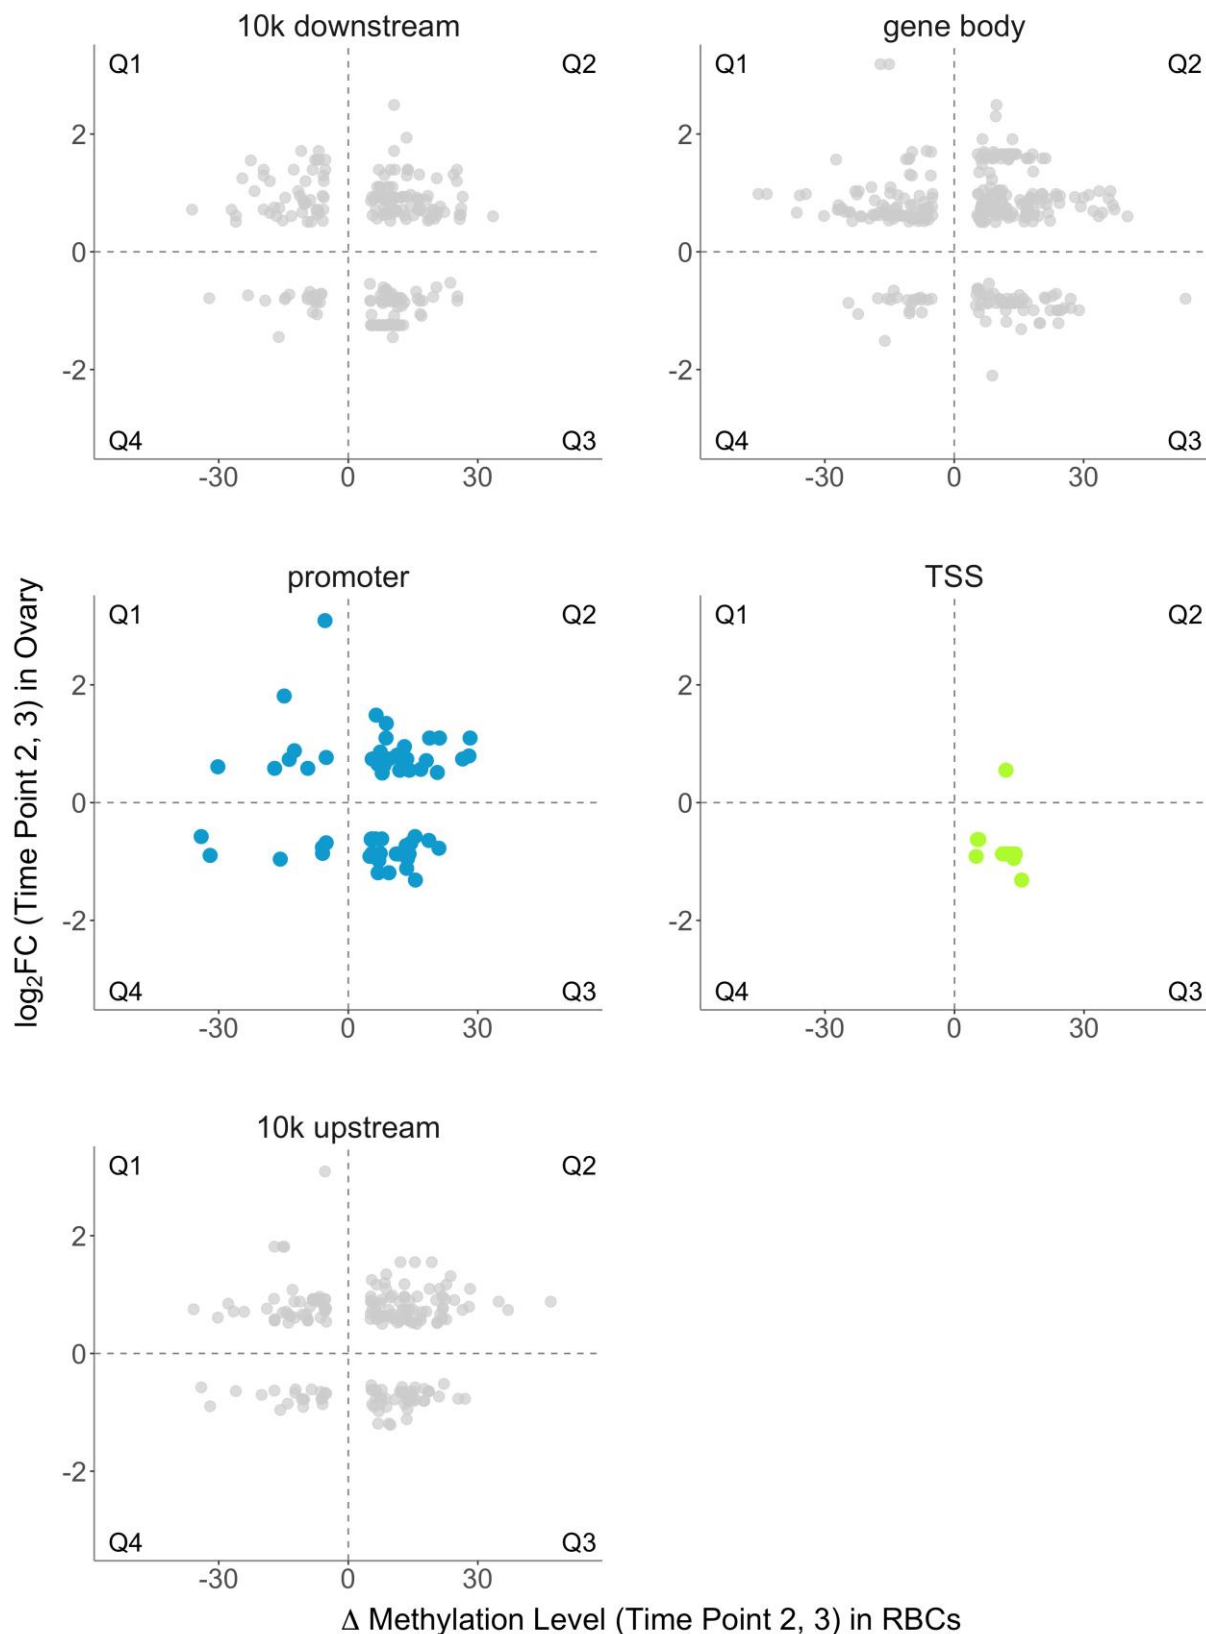 10k downstream
gene body
Q1
Q2
Q1
Q2
2
2
0
0
-2
-2
Q4
Q3
Q4
Q3
-30
0
30
-30
0
30
promoter
TSS
Q1
Q2
Q1
Q2
2
2
0
0
-2
-2
Q4
Q3
Q4
Q3
-30
0
30
-30
0
30
log₂FC (Time Point 2, 3) in Ovary
10k upstream
Q1
Q2
2
0
-2
Q4
Q3
-30
0
30
Δ Methylation Level (Time Point 2, 3) in RBCs